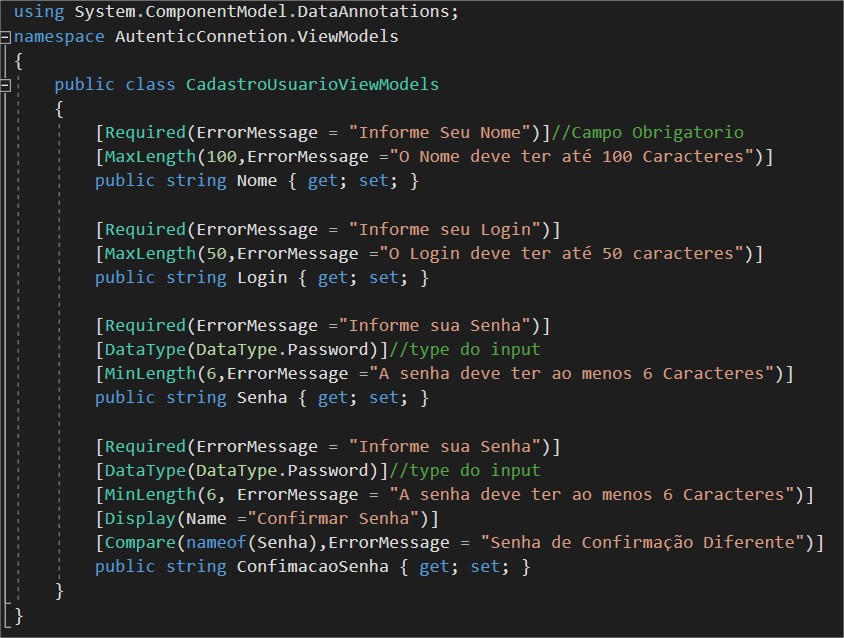 using System.ComponentModel.DataAnnotations;
namespace AutenticConnetion.ViewModels
{
public class CadastroUsuarioViewModels
{
[Required(ErrorMessage = "Informe Seu Nome")]//Campo Obrigatorio
[MaxLength(100,ErrorMessage ="O Nome deve ter até 100 Caracteres")]
public string Nome { get; set; }
[Required(ErrorMessage = "Informe seu Login")]
[MaxLength(50,ErrorMessage ="O Login deve ter até 50 caracteres")]
public string Login { get; set; }
[Required(ErrorMessage ="Informe sua Senha")]
[DataType(DataType.Password)]//type do input
[MinLength(6,ErrorMessage ="A senha deve ter ao menos 6 Caracteres")]
public string Senha { get; set; }
[Required(ErrorMessage = "Informe sua Senha")]
[DataType(DataType.Password)]//type do input
[MinLength(6, ErrorMessage = "A senha deve ter ao menos 6 Caracteres")]
[Display(Name ="Confirmar Senha")]
[Compare(nameof(Senha),ErrorMessage = "Senha de Confirmação Diferente")]
public string ConfimacaoSenha { get; set; }
}
}